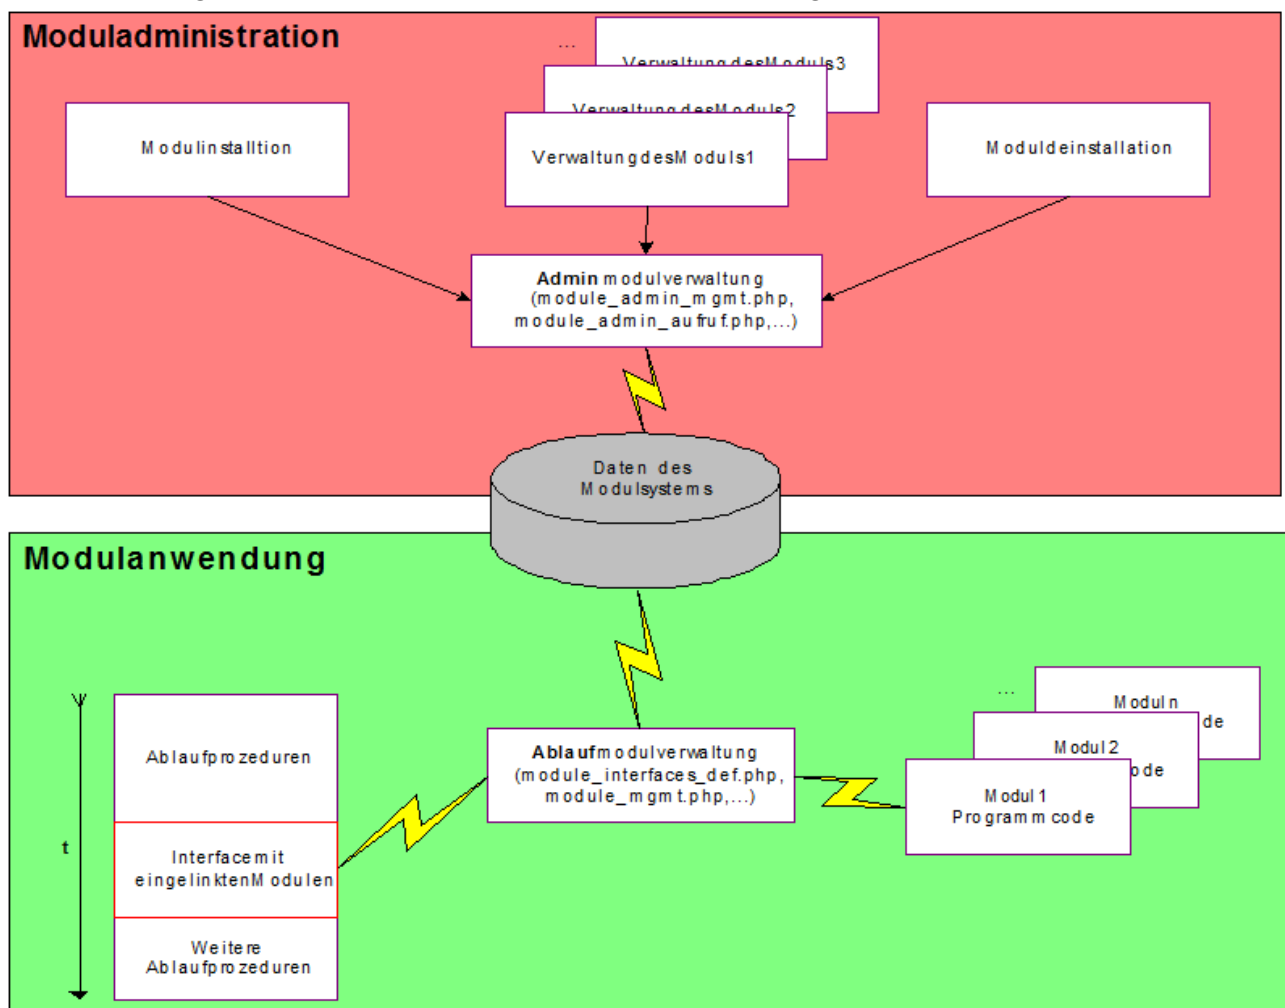 Moduladministration
...
Verwaltung des Moduls 3
Verwaltung des Moduls 2
Verwaltung des Moduls 1
Modulinstalltion
Moduldeinstallation
Adminmodulverwaltung
(module_admin_mgmt.php,
module_admin_aufruf.php,...)
Daten des
Modulsystems
Modulanwendung
t
Ablaufprozeduren
Interface mit
eingelinkten Modulen
Weitere
Ablaufprozeduren
Ablaufmodulverwaltung
(module_interfaces_def.php,
module_mgmt.php,...)
...
Modul n
de
Modul 2
ode
Modul 1
Programmcode